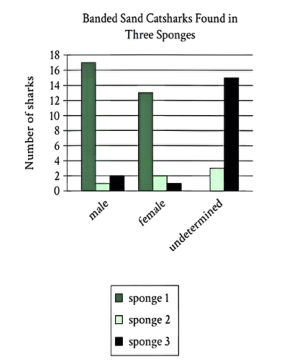 Banded Sand Catsharks Found in
Three Sponges
Number of sharks
18
16
14
12
10
8
6
4
2
0
male
female
undetermined
sponge 1
sponge 2
sponge 3